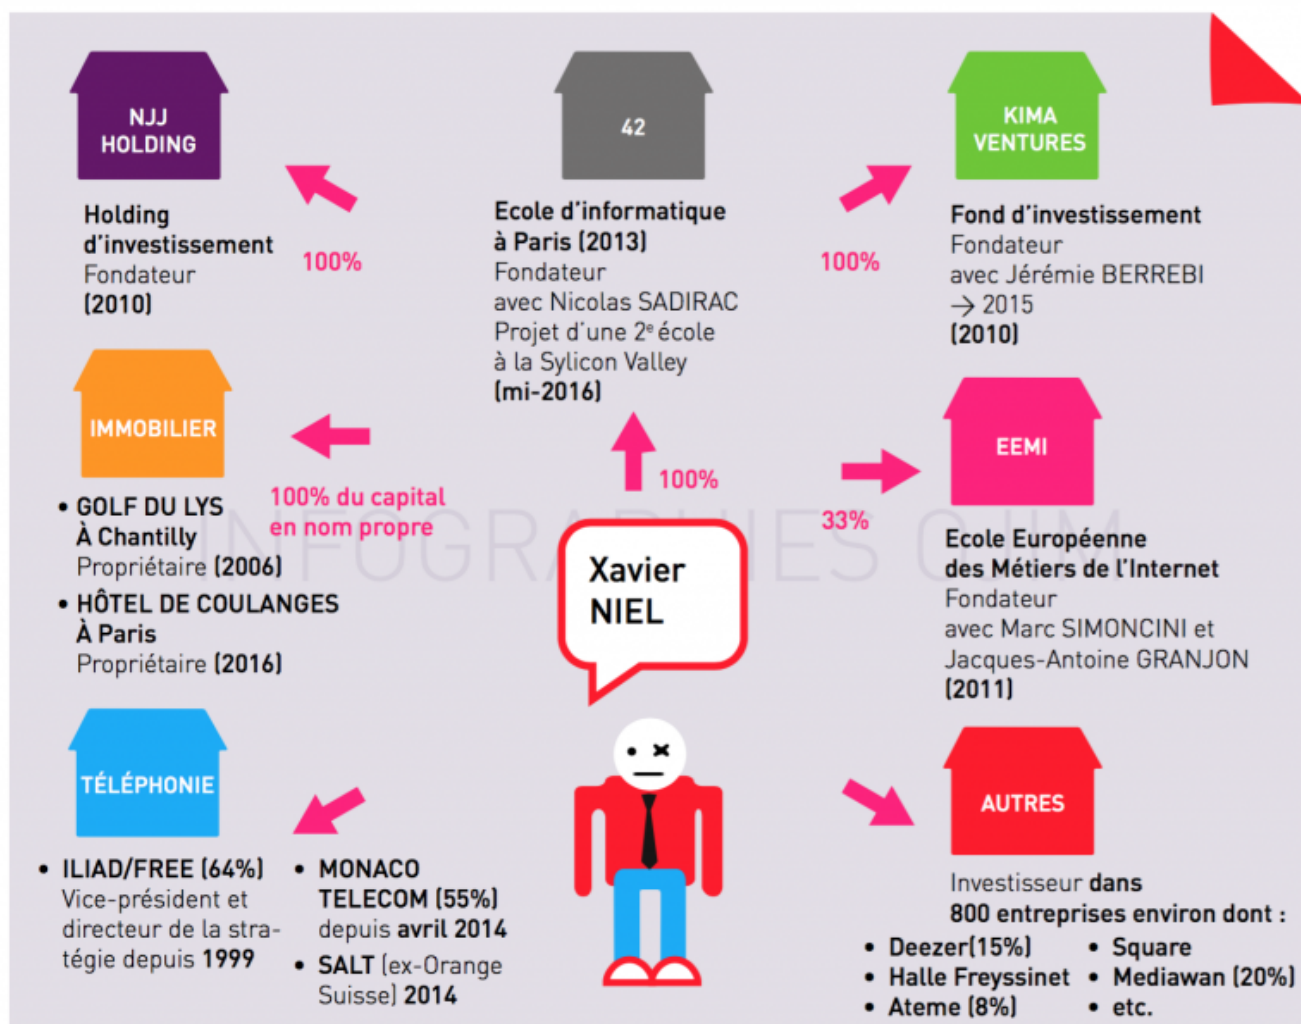 NJJ
HOLDING
Holding
d'investissement
Fondateur
(2010)
100%
42
Ecole d'informatique
à Paris (2013)
Fondateur
avec Nicolas SADIRAC
Projet d'une 2e école
à la Sylicon Valley
(mi-2016)
100%
KIMA
VENTURES
Fond d'investissement
Fondateur
avec Jérémie BERREBI
→ 2015
(2010)
100%
IMMOBILIER
• GOLF DU LYS
À Chantilly
Propriétaire (2006)
• HÔTEL DE COULANGES
À Paris
Propriétaire (2016)
100% du capital
en nom propre
EEMI
33%
Ecole Européenne
des Métiers de l'Internet
Fondateur
avec Marc SIMONCINI et
Jacques-Antoine GRANJON
(2011)
INFOGRAPHIES OJIM
Xavier
NIEL
TÉLÉPHONIE
• ILIAD/FREE (64%)
Vice-président et
directeur de la stra-
tégie depuis 1999
• MONACO
TELECOM (55%)
depuis avril 2014
• SALT (ex-Orange
Suisse) 2014
AUTRES
Investisseur dans
800 entreprises environ dont :
• Deezer(15%)
• Halle Freyssinet
• Ateme (8%)
• Square
• Mediawan (20%)
• etc.